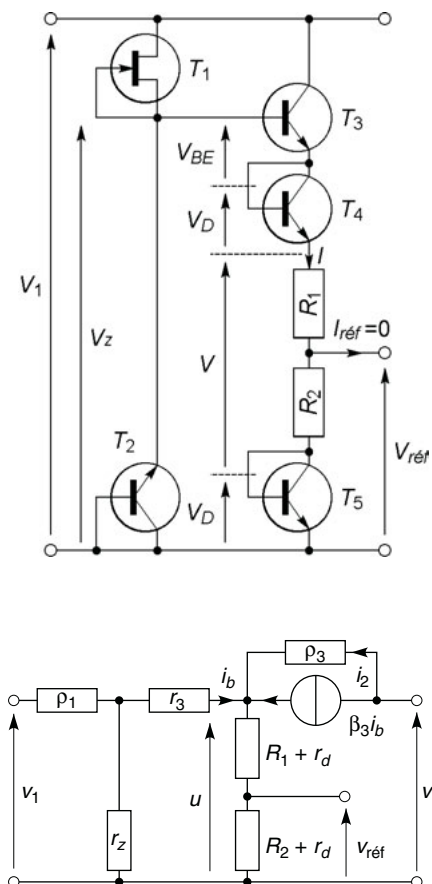 T1
T3
VBE
VD
T4
I
V1
Vz
R1
Iréf =0
V
R2
T2
VD
Vréf
T5
ρ3
ρ1
r3
ib
i2
β3ib
R1 + rd
v1
u
v
rz
R2 + rd
vréf